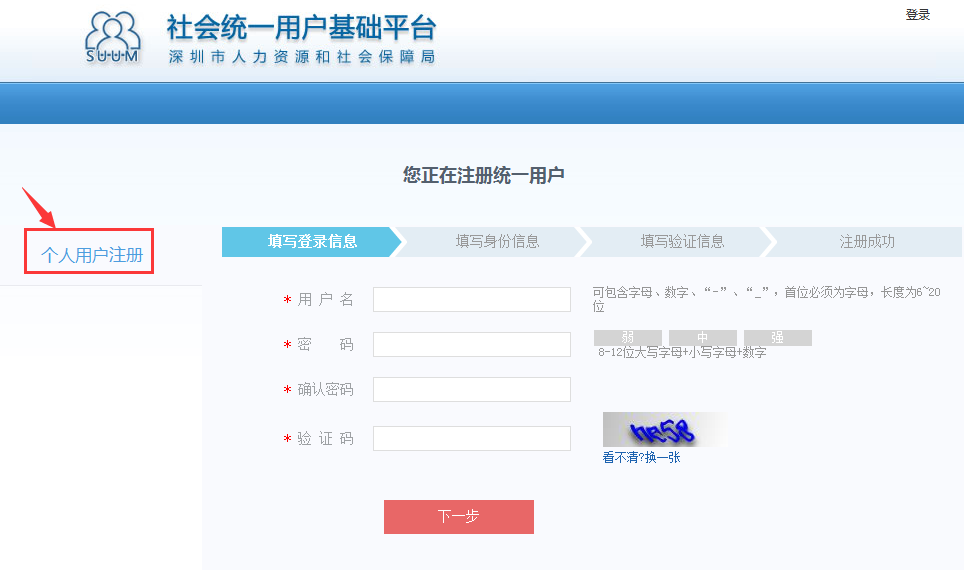 登录
SUUM
社会统一用户基础平台
深圳市人力资源和社会保障局
您正在注册统一用户
个人用户注册
填写登录信息 填写身份信息 填写验证信息 注册成功
* 用 户 名
可包含字母、数字、“-”、“_”，首位必须为字母，长度为6~20
位
* 密 码
弱 中 强
8-12位大写字母+小写字母+数字
* 确认密码
* 验 证 码
hR58
看不清?换一张
下一步